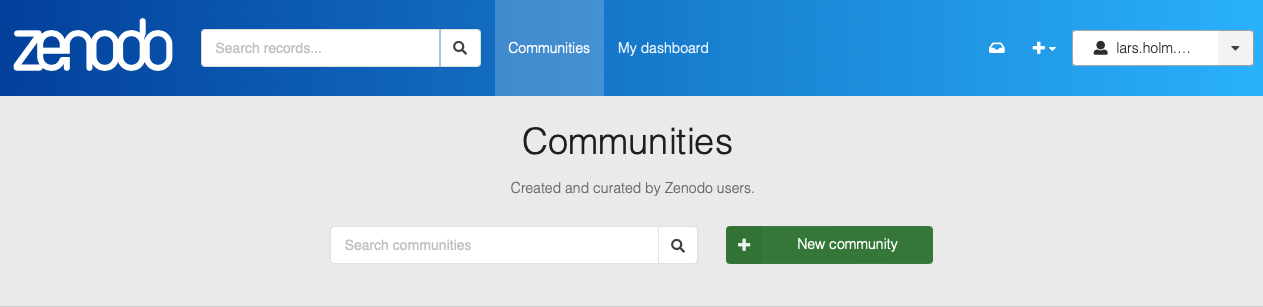 zenodo
Search records...
Communities
My dashboard
lars.holm....
Communities
Created and curated by Zenodo users.
Search communities
New community